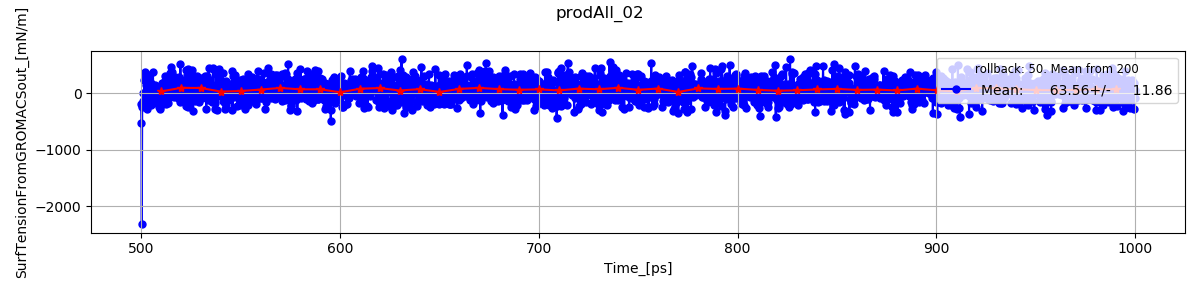 prodAll_02
SurfTensionFromGROMACSout_[mN/m]
0
−1000
−2000
rollback: 50  Mean from 200
Mean:      63.56+/-     11.86
500 600 700 800 900 1000
Time_[ps]